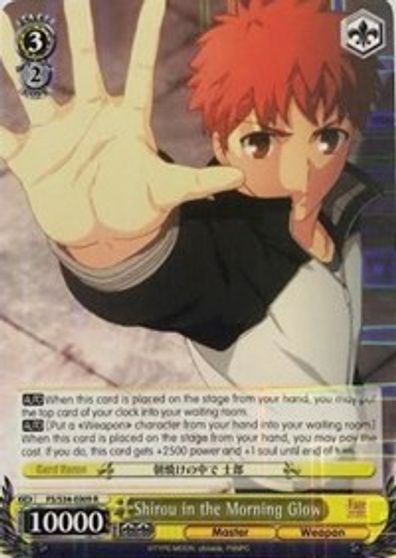 3
2
AUTO When this card is placed on the stage from your hand, you may put
the top card of your clock into your waiting room.
AUTO [Put a «Weapon» character from your hand into your waiting room]
When this card is placed on the stage from your hand, you may pay
the cost. If you do, this card gets +2500 power and +1 soul until end of turn.
Card Name 朝焼けの中で 士郎
FS/S34-E009 R
Shirou in the Morning Glow
10000
Master Weapon
©TYPE-MOON